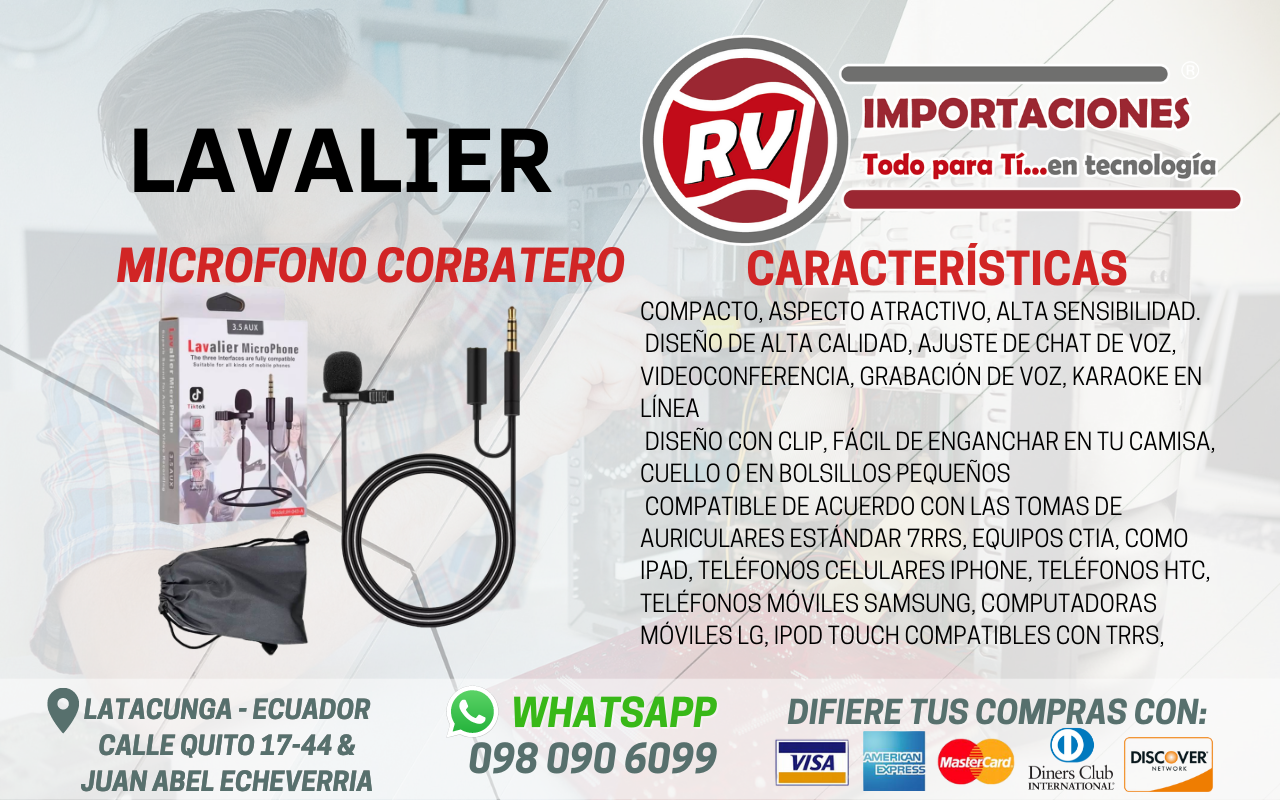 LAVALIER
MICROFONO CORBATERO
3.5 AUX
Lavalier MicroPhone
The three interfaces are fully compatible
Suitable for all kinds of mobile phones
Tiktok
Lavalier MicroPhone
3.5 AUX
RV
®
IMPORTACIONES
Todo para Tí...en tecnología
CARACTERÍSTICAS
COMPACTO, ASPECTO ATRACTIVO, ALTA SENSIBILIDAD.
DISEÑO DE ALTA CALIDAD, AJUSTE DE CHAT DE VOZ,
VIDEOCONFERENCIA, GRABACIÓN DE VOZ, KARAOKE EN
LÍNEA
DISEÑO CON CLIP, FÁCIL DE ENGANCHAR EN TU CAMISA,
CUELLO O EN BOLSILLOS PEQUEÑOS
COMPATIBLE DE ACUERDO CON LAS TOMAS DE
AURICULARES ESTÁNDAR 7RRS, EQUIPOS CTIA, COMO
IPAD, TELÉFONOS CELULARES IPHONE, TELÉFONOS HTC,
TELÉFONOS MÓVILES SAMSUNG, COMPUTADORAS
MÓVILES LG, IPOD TOUCH COMPATIBLES CON TRRS,
LATACUNGA - ECUADOR
CALLE QUITO 17-44 &
JUAN ABEL ECHEVERRIA
WHATSAPP
098 090 6099
DIFIERE TUS COMPRAS CON:
VISA
AMERICAN
EXPRESS
MasterCard
Diners Club
INTERNATIONAL
DISCOVER
NETWORK